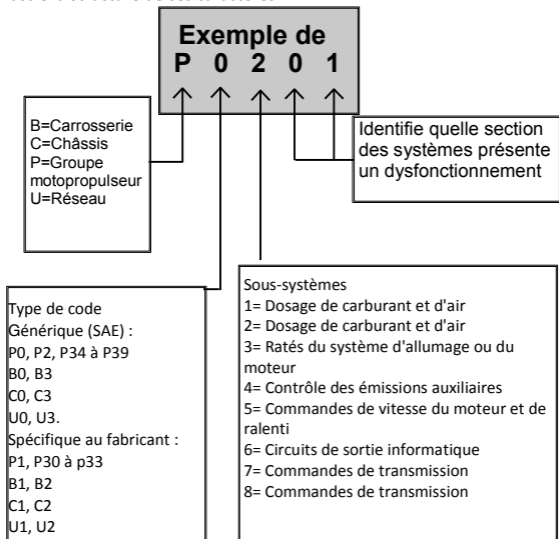 Exemple de
P 0 2 0 1
B=Carrosserie
C=Châssis
P=Groupe
motopropulseur
U=Réseau
Identifie quelle section
des systèmes présente
un dysfonctionnement
Type de code
Générique (SAE) :
P0, P2, P34 à P39
B0, B3
C0, C3
U0, U3.
Spécifique au fabricant :
P1, P30 à p33
B1, B2
C1, C2
U1, U2
Sous-systèmes
1= Dosage de carburant et d'air
2= Dosage de carburant et d'air
3= Ratés du système d'allumage ou du
moteur
4= Contrôle des émissions auxiliaires
5= Commandes de vitesse du moteur et de
ralenti
6= Circuits de sortie informatique
7= Commandes de transmission
8= Commandes de transmission